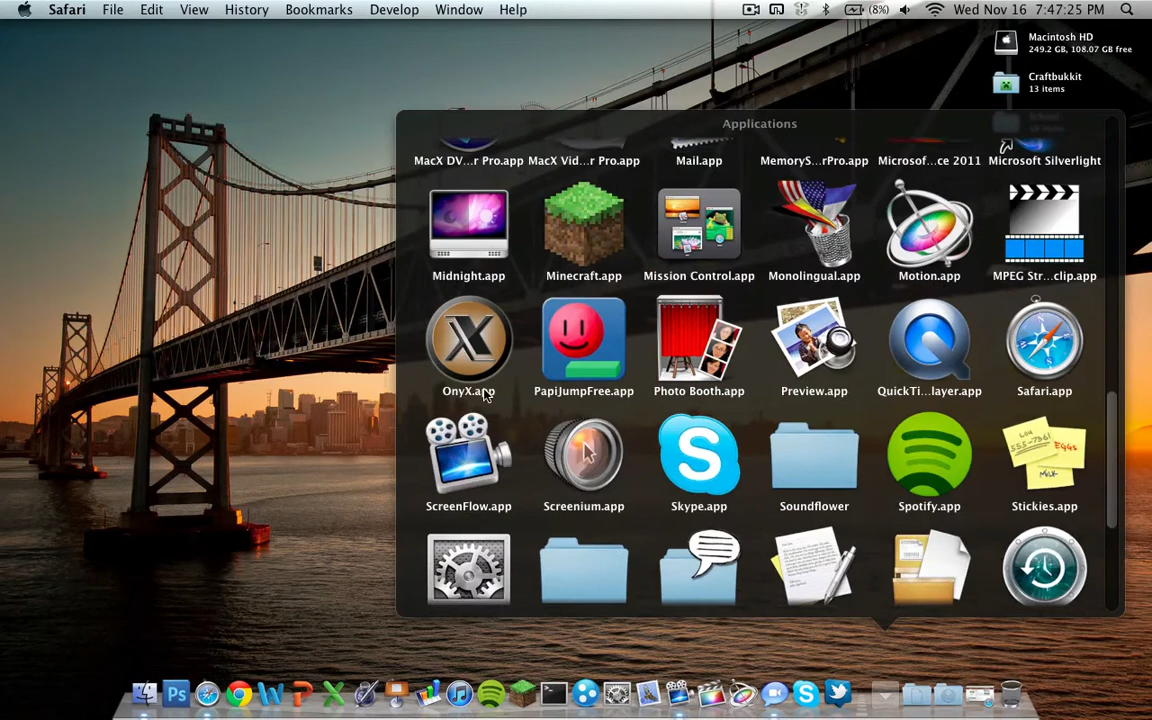 Safari File Edit View History Bookmarks Develop Window Help (8%) Wed Nov 16 7:47:25 PM
Macintosh HD
249.2 GB, 108.07 GB free
Craftbukkit
13 items
Applications
MacX DV...r Pro.app MacX Vid...r Pro.app Mail.app MemoryS...rPro.app Microsof...ce 2011 Microsoft Silverlight
Midnight.app Minecraft.app Mission Control.app Monolingual.app Motion.app MPEG Str...clip.app
OnyX.app PapiJumpFree.app Photo Booth.app Preview.app QuickTi...layer.app Safari.app
ScreenFlow.app Screenium.app Skype.app Soundflower Spotify.app Stickies.app